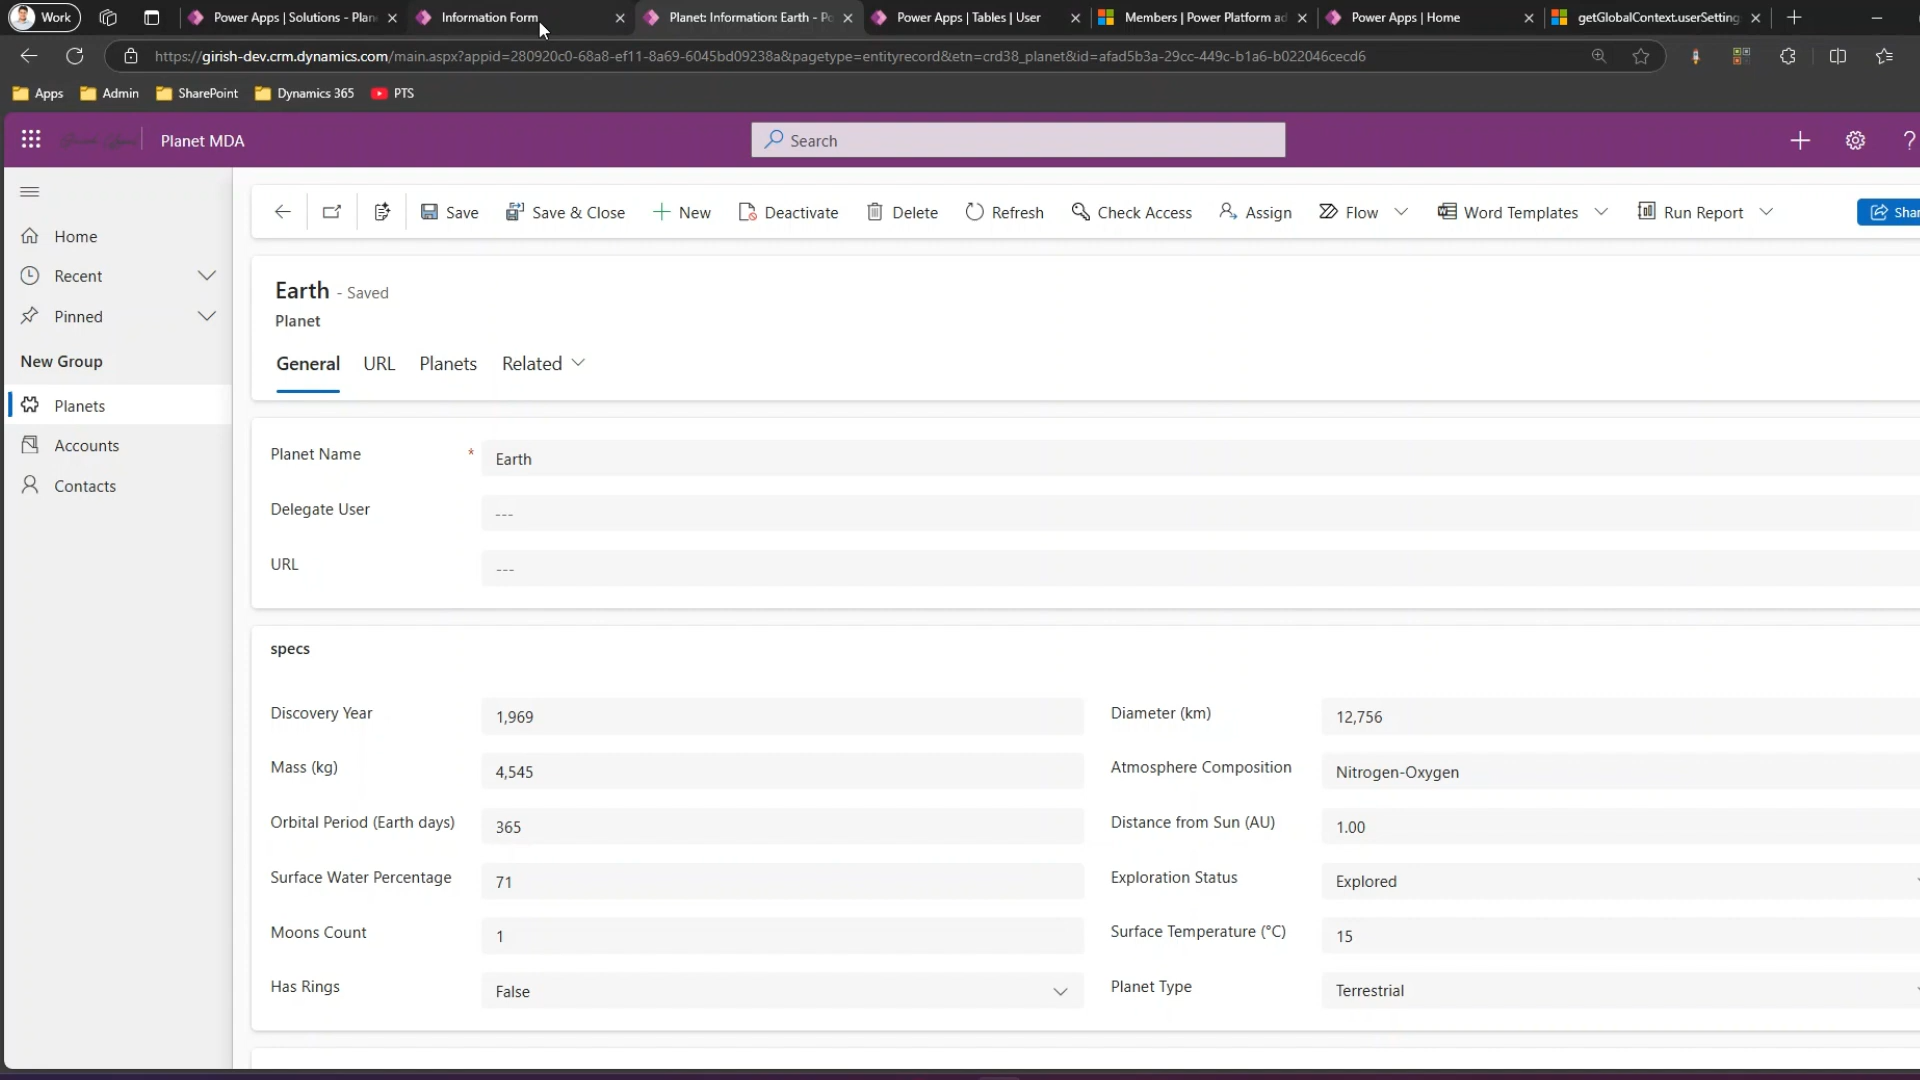 Work
Power Apps | Solutions - Plan
Information Form
Planet: Information: Earth - Po
Power Apps | Tables | User
Members | Power Platform ad
Power Apps | Home
getGlobalContext.userSetting
https://girish-dev.crm.dynamics.com/main.aspx?appid=280920c0-68a8-ef11-8a69-6045bd09238a&pagetype=entityrecord&etn=crd38_planet&id=afad5b3a-29cc-449c-b1a6-b022046cecd6
Apps
Admin
SharePoint
Dynamics 365
PTS
Planet MDA
Search
Save
Save & Close
New
Deactivate
Delete
Refresh
Check Access
Assign
Flow
Word Templates
Run Report
Shar
Home
Recent
Pinned
New Group
Planets
Accounts
Contacts
Earth - Saved
Planet
General
URL
Planets
Related
Planet Name *
Earth
Delegate User
---
URL
---
specs
Discovery Year
1,969
Diameter (km)
12,756
Mass (kg)
4,545
Atmosphere Composition
Nitrogen-Oxygen
Orbital Period (Earth days)
365
Distance from Sun (AU)
1.00
Surface Water Percentage
71
Exploration Status
Explored
Moons Count
1
Surface Temperature (°C)
15
Has Rings
False
Planet Type
Terrestrial